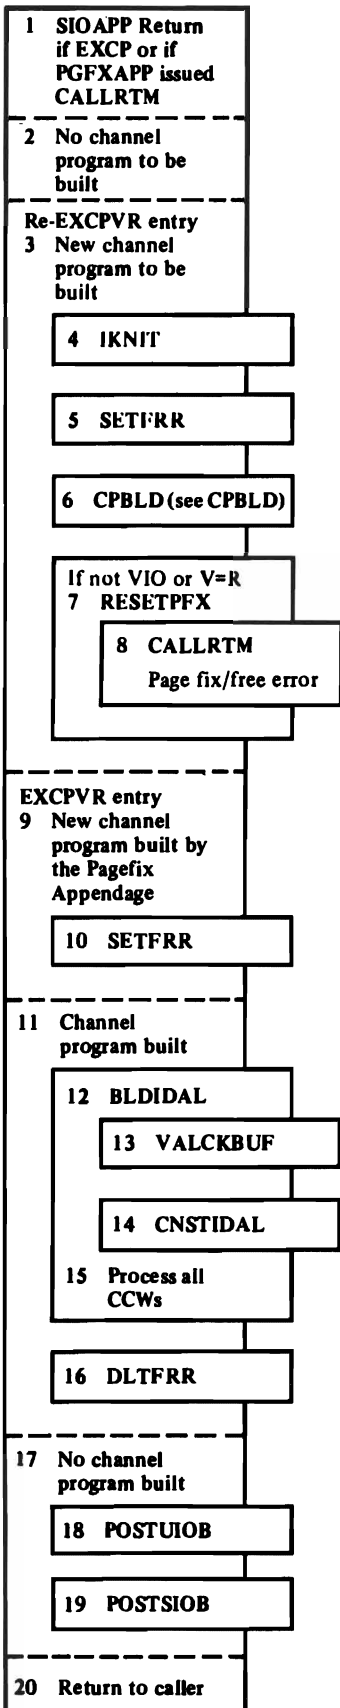 1 SIOAPP Return
if EXCP or if
PGFXAPP issued
CALLRTM
2 No channel
program to be
built
Re-EXCPVR entry
3 New channel
program to be
built
4 IKNIT
5 SETFRR
6 CPBLD (see CPBLD)
If not VIO or V=R
7 RESETPFX
8 CALLRTM
Page fix/free error
EXCPVR entry
9 New channel
program built by
the Pagefix
Appendage
10 SETFRR
11 Channel
program built
12 BLDIDAL
13 VALCKBUF
14 CNSTIDAL
15 Process all
CCWs
16 DLTFRR
17 No channel
program built
18 POSTUIOB
19 POSTSIOB
20 Return to caller